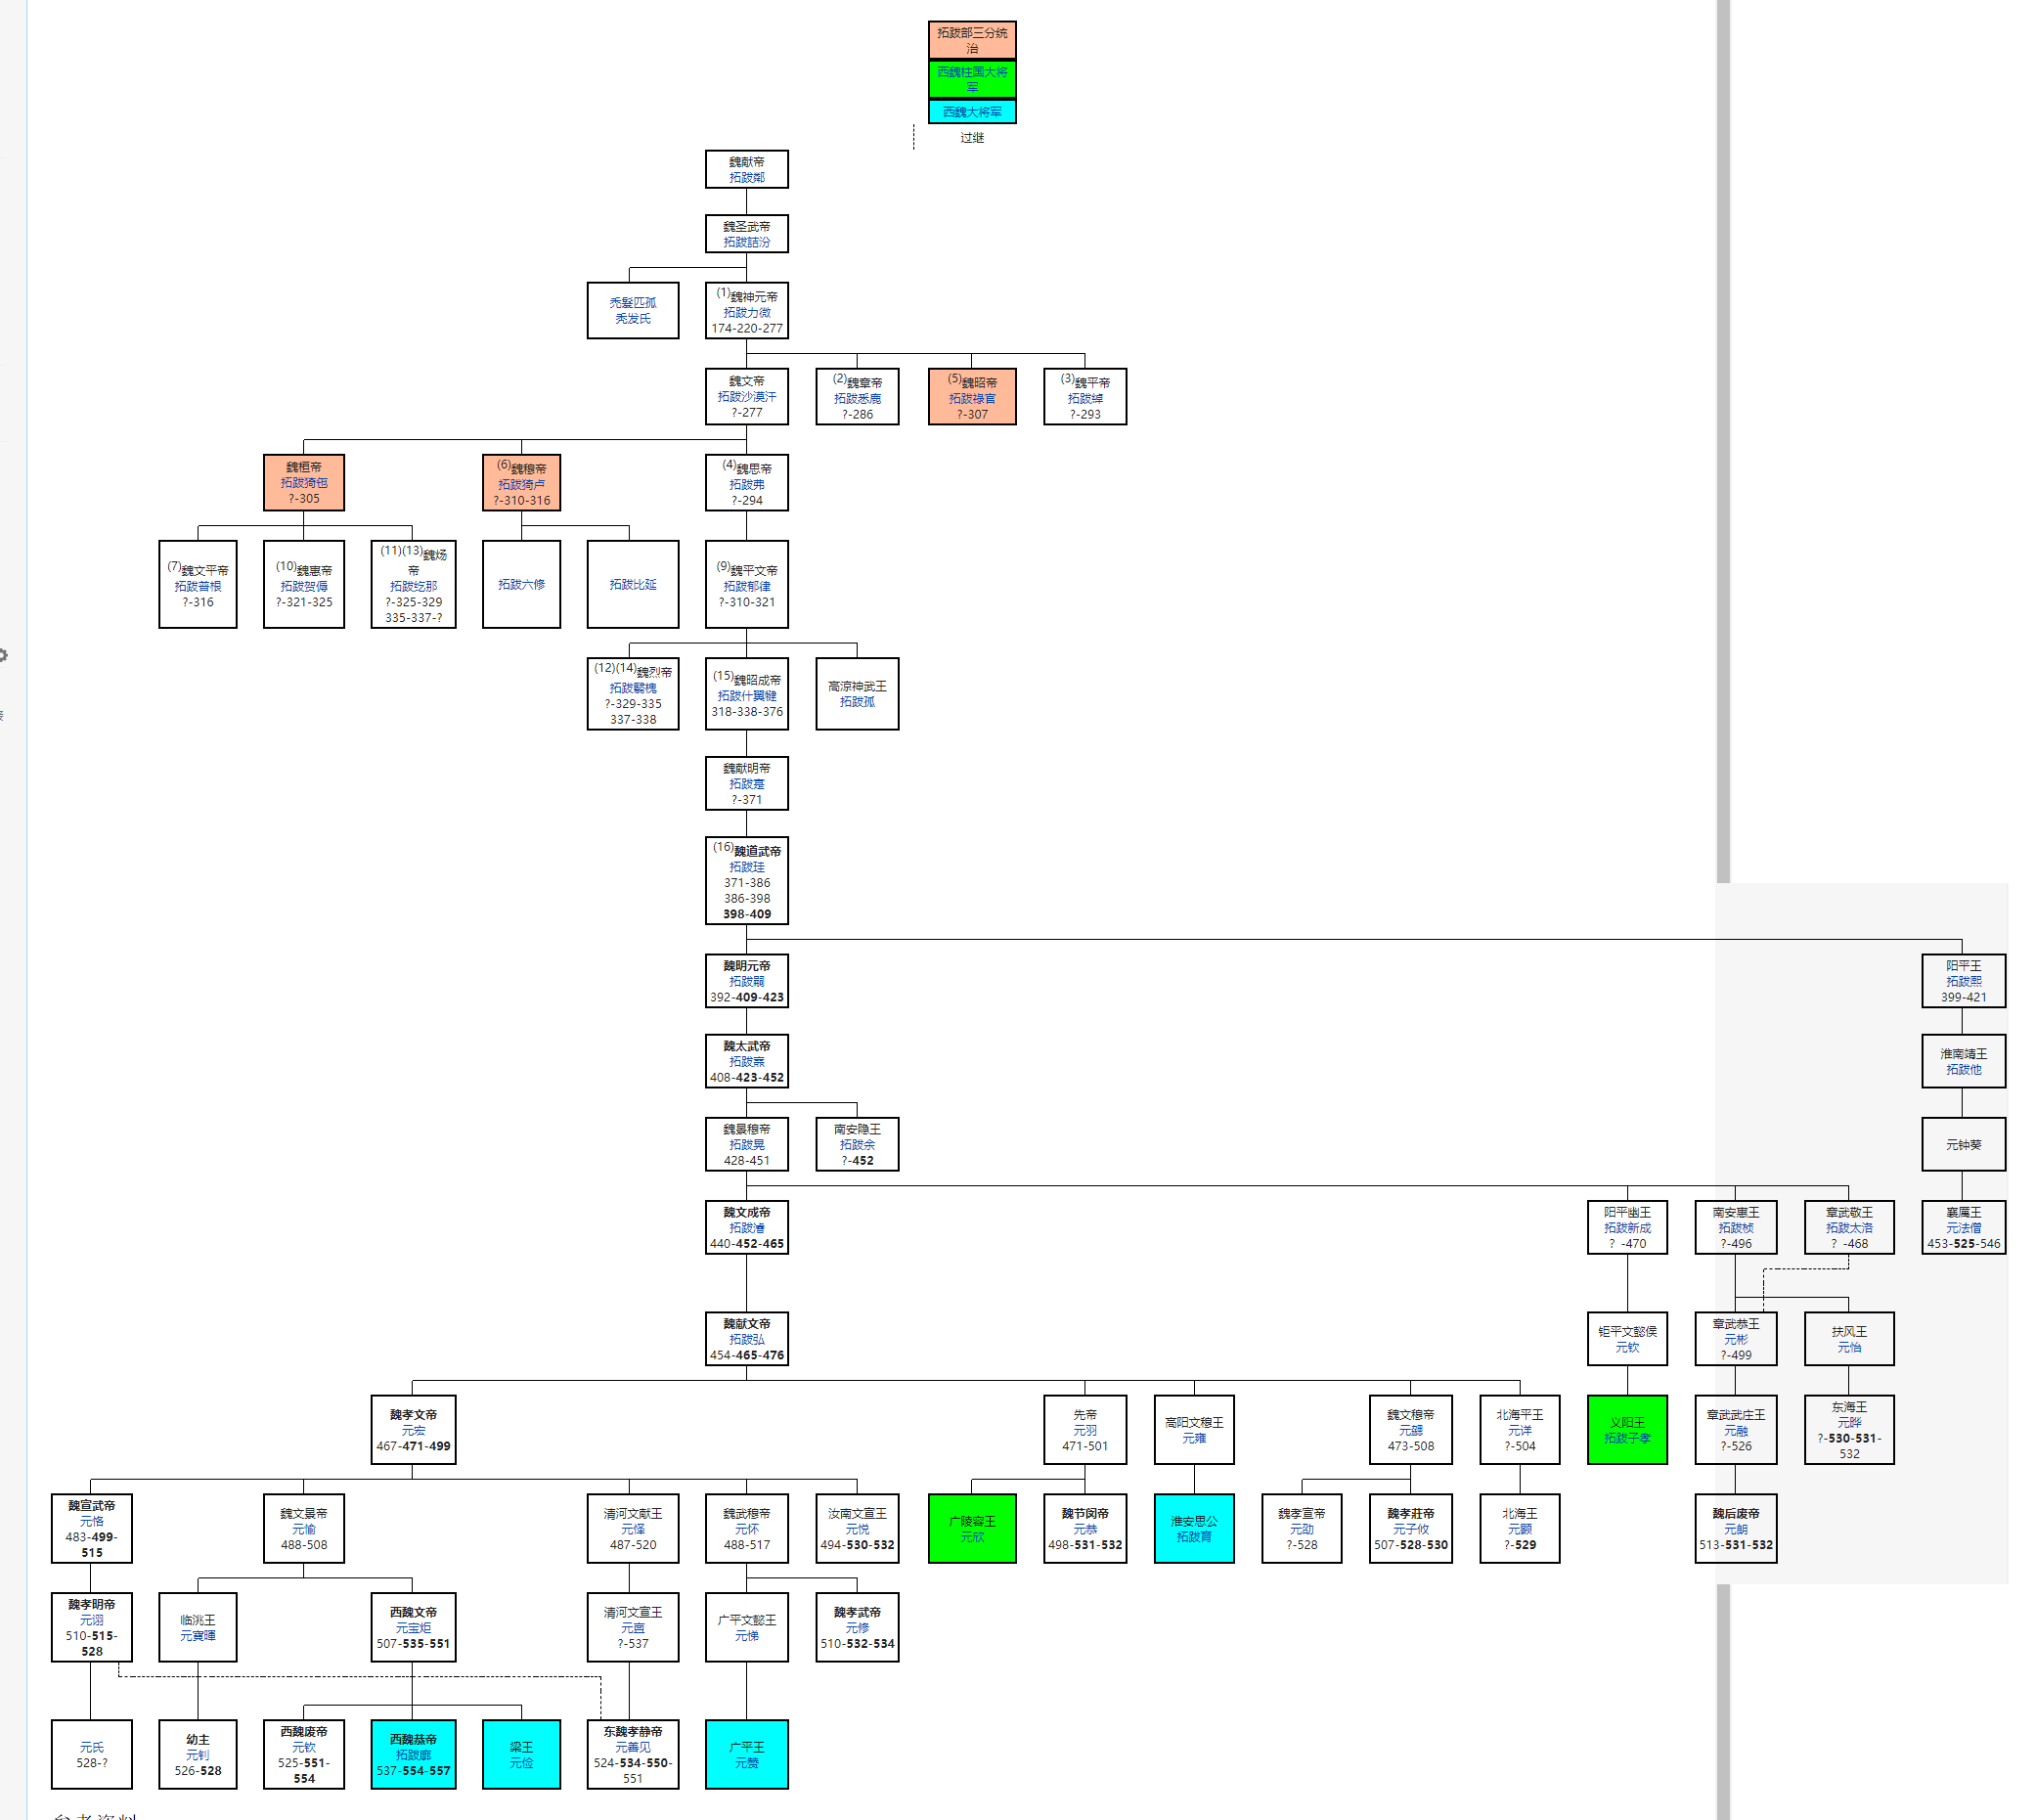 拓跋部三分统
治
西魏柱国大将
军
西魏大将军
过继
魏献帝
拓跋鄰
魏圣武帝
拓跋詰汾
秃髮匹孤
秃发氏
(1)魏神元帝
拓跋力微
174-220-277
魏文帝
拓跋沙漠汗
?-277
(2)魏章帝
拓跋悉鹿
?-286
(5)魏昭帝
拓跋禄官
?-307
(3)魏平帝
拓跋绰
?-293
魏桓帝
拓跋猗㐌
?-305
(6)魏穆帝
拓跋猗卢
?-310-316
(4)魏思帝
拓跋弗
?-294
(7)魏文平帝
拓跋普根
?-316
(10)魏惠帝
拓跋贺傉
?-321-325
(11)(13)魏炀
帝
拓跋纥那
?-325-329
335-337-?
拓跋六修
拓跋比延
(9)魏平文帝
拓跋郁律
?-310-321
(12)(14)魏烈帝
拓跋翳槐
?-329-335
337-338
(15)魏昭成帝
拓跋什翼犍
318-338-376
高凉神武王
拓跋孤
魏献明帝
拓跋寔
?-371
(16)魏道武帝
拓跋珪
371-386
386-398
398-409
魏明元帝
拓跋嗣
392-409-423
阳平王
拓跋熙
399-421
魏太武帝
拓跋焘
408-423-452
淮南靖王
拓跋他
魏景穆帝
拓跋晃
428-451
南安隐王
拓跋余
?-452
元钟葵
魏文成帝
拓跋濬
440-452-465
阳平幽王
拓跋新成
? -470
南安惠王
拓跋桢
?-496
章武敬王
拓跋太洛
? -468
襄厲王
元法僧
453-525-546
魏献文帝
拓跋弘
454-465-476
钜平文懿侯
元钦
章武恭王
元彬
?-499
扶风王
元怡
魏孝文帝
元宏
467-471-499
先帝
元羽
471-501
高阳文穆王
元雍
魏文穆帝
元勰
473-508
北海平王
元详
?-504
义阳王
拓跋子孝
章武武庄王
元融
?-526
东海王
元晔
?-530-531-
532
魏宣武帝
元恪
483-499-
515
魏文景帝
元愉
488-508
清河文献王
元怿
487-520
魏武穆帝
元怀
488-517
汝南文宣王
元悦
494-530-532
广陵容王
元欣
魏节闵帝
元恭
498-531-532
淮安思公
拓跋育
魏孝宣帝
元劭
?-528
魏孝莊帝
元子攸
507-528-530
北海王
元颢
?-529
魏后废帝
元朗
513-531-532
魏孝明帝
元诩
510-515-
528
临洮王
元寶暉
西魏文帝
元宝炬
507-535-551
清河文宣王
元亶
?-537
广平文懿王
元悌
魏孝武帝
元修
510-532-534
元氏
528-?
幼主
元钊
526-528
西魏废帝
元钦
525-551-
554
西魏恭帝
拓跋廓
537-554-557
梁王
元俭
东魏孝静帝
元善见
524-534-550-
551
广平王
元赞